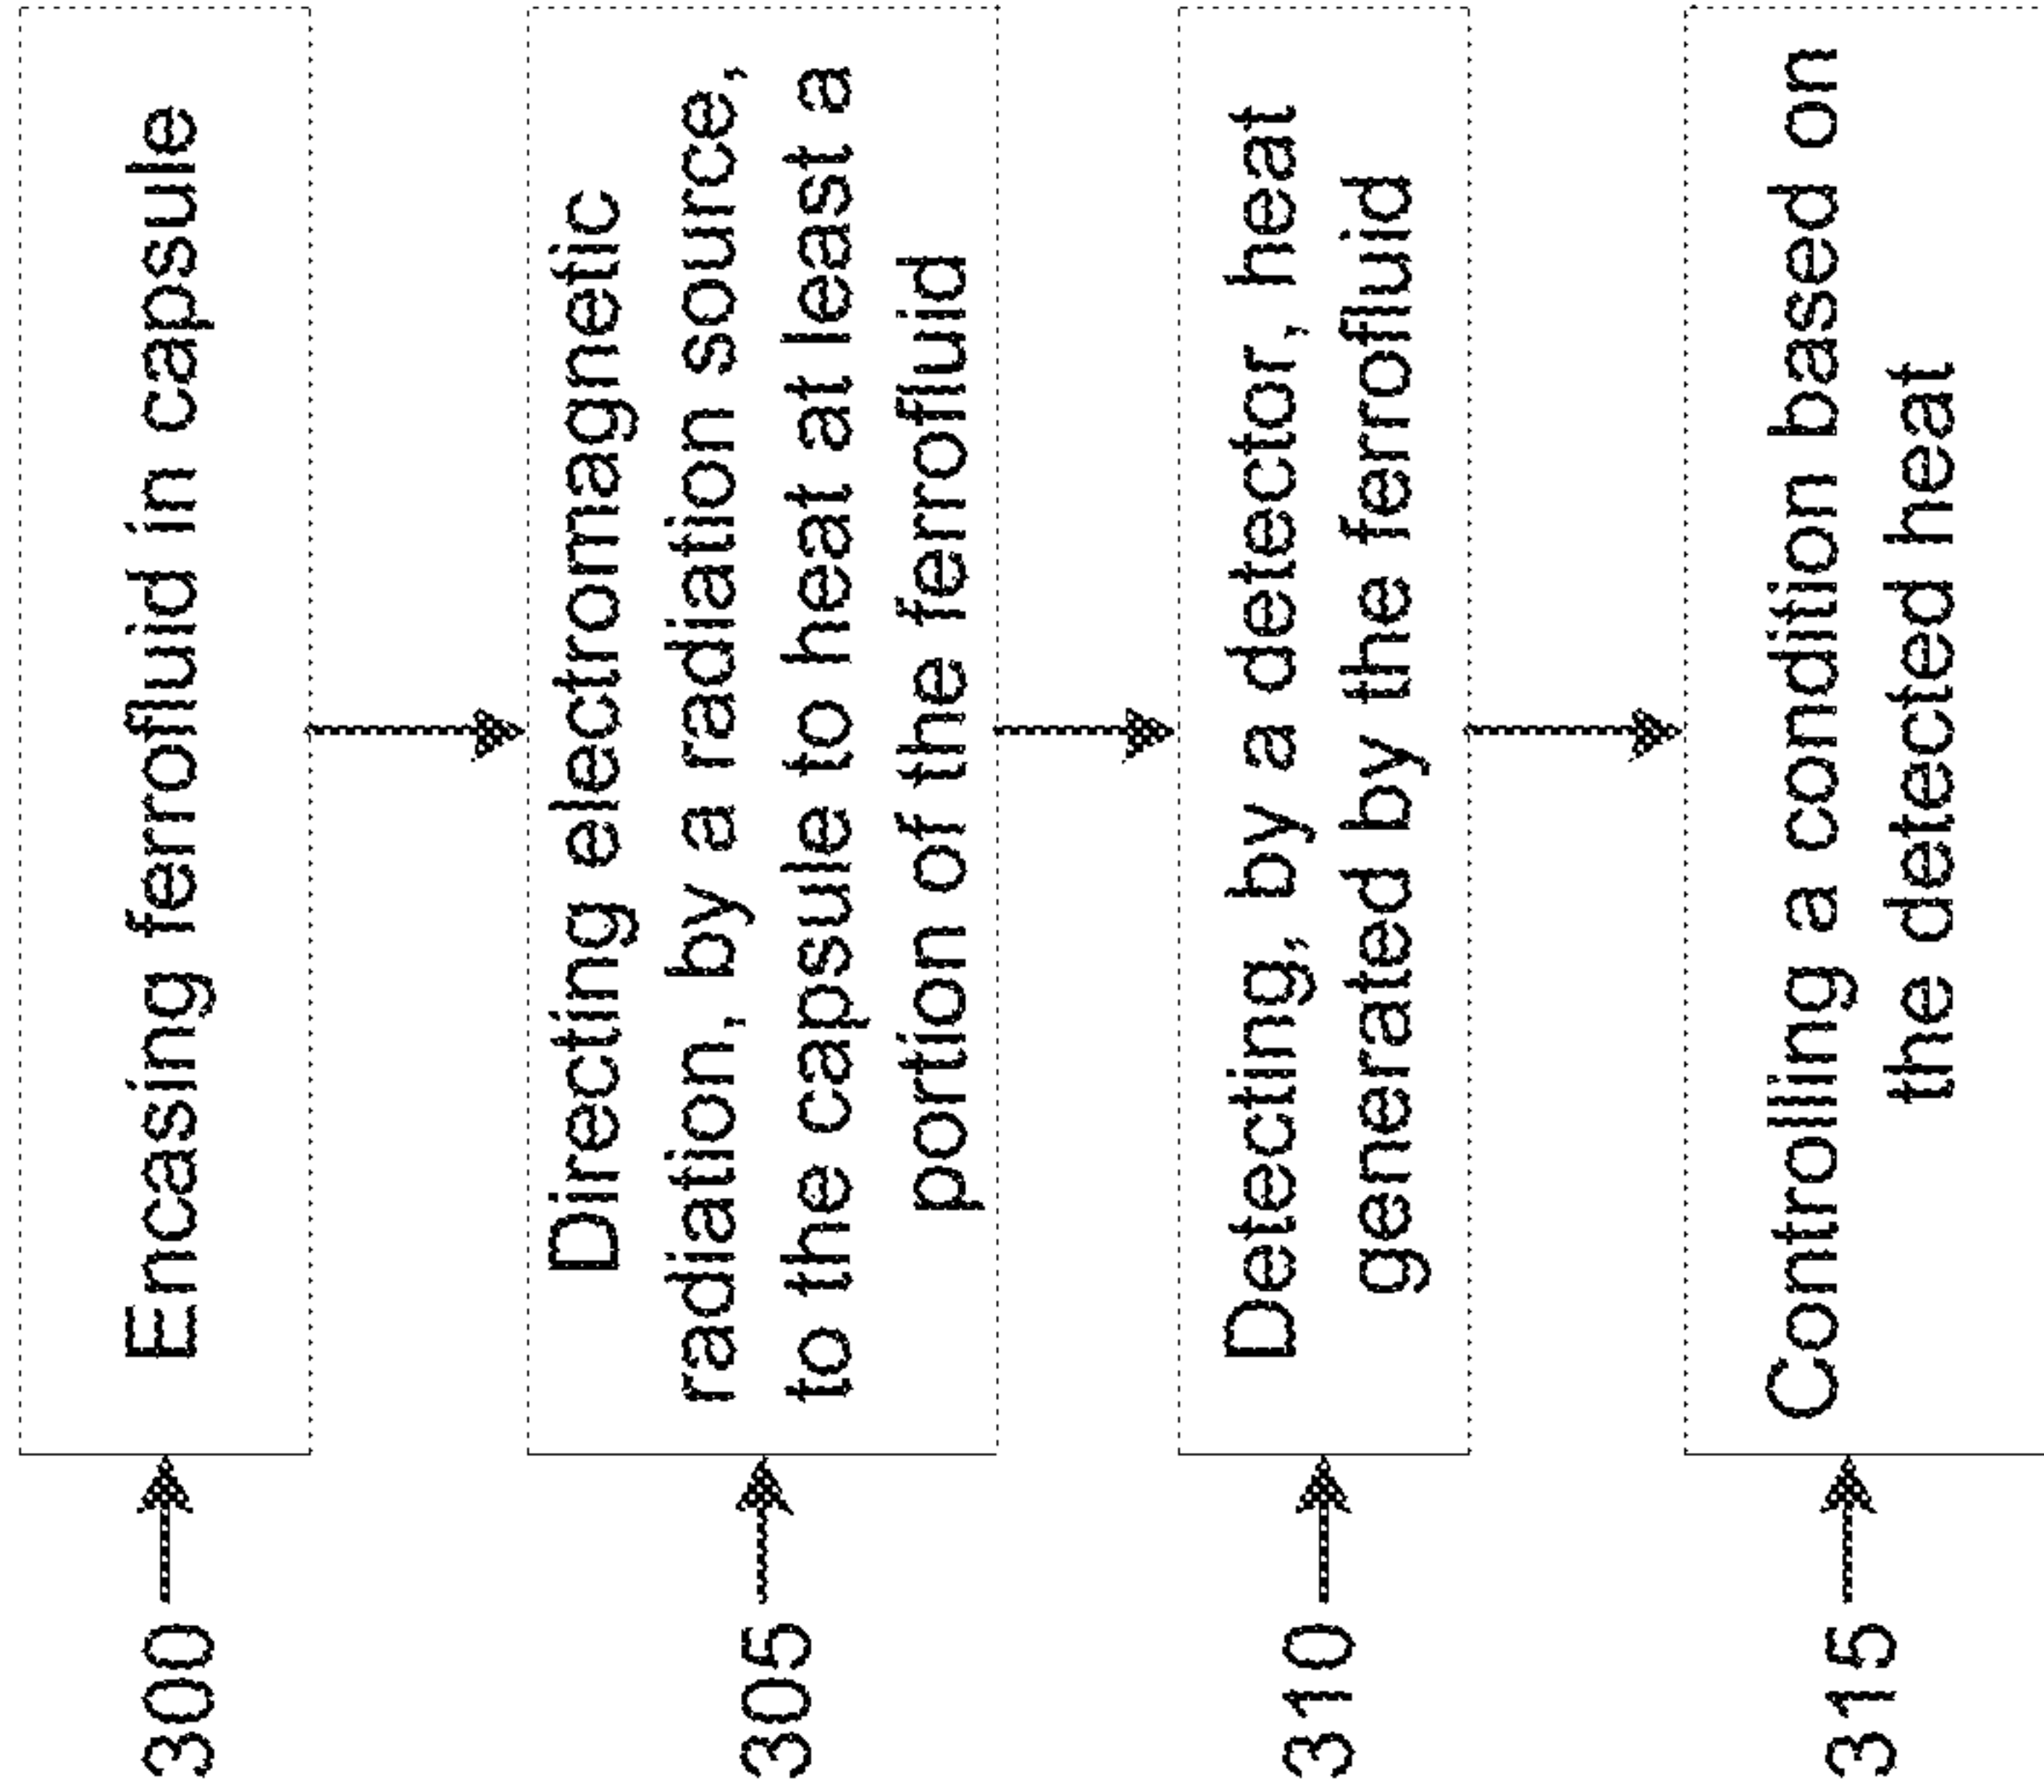 300
Encasing ferrofluid in capsule
305
Directing electromagnetic
radiation, by a radiation source,
to the capsule to heat at least a
portion of the ferrofluid
310
Detecting, by a detector, heat
generated by the ferrofluid
315
Controlling a condition based on
the detected heat